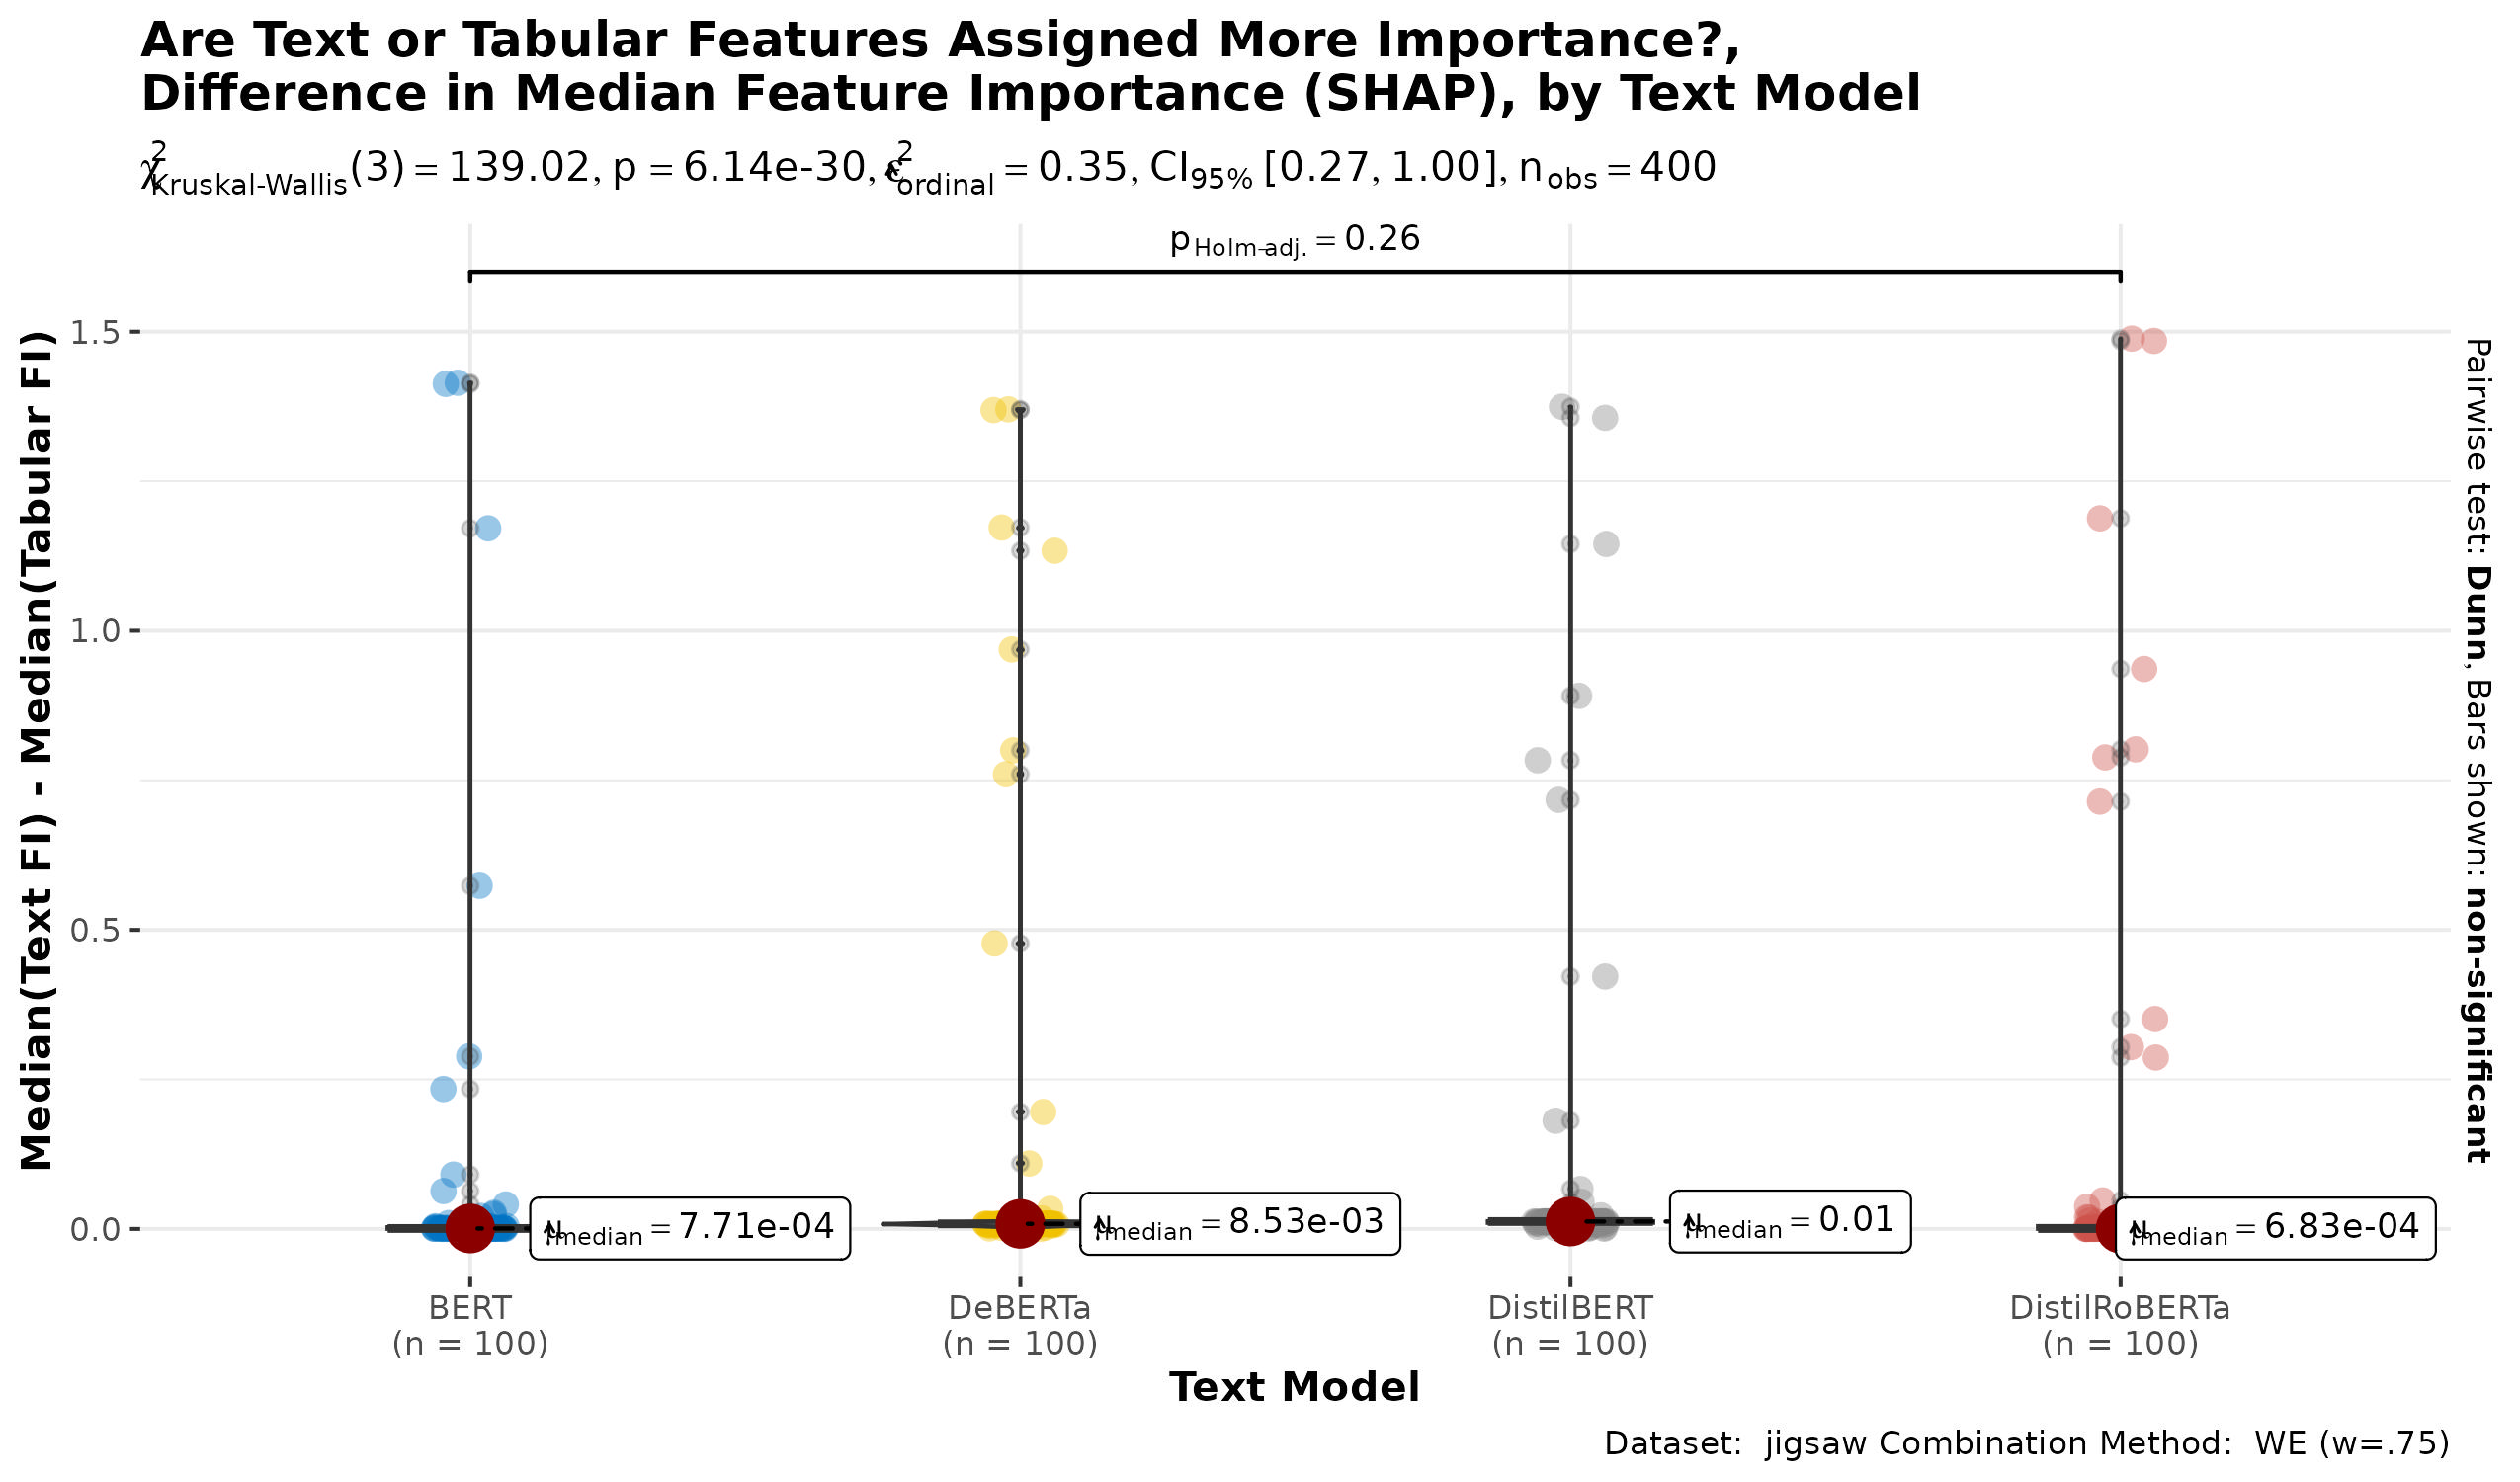 Are Text or Tabular Features Assigned More Importance?,
Difference in Median Feature Importance (SHAP), by Text Model
χ²Kruskal-Wallis(3) = 139.02, p = 6.14e-30, ε²ordinal = 0.35, CI95% [0.27, 1.00], nobs = 400
pHolm-adj. = 0.26
Median(Text FI) - Median(Tabular FI)
1.5
1.0
0.5
0.0
μ̂median = 7.71e-04
μ̂median = 8.53e-03
μ̂median = 0.01
μ̂median = 6.83e-04
Pairwise test: Dunn, Bars shown: non-significant
BERT
(n = 100)
DeBERTa
(n = 100)
DistilBERT
(n = 100)
DistilRoBERTa
(n = 100)
Text Model
Dataset: jigsaw Combination Method: WE (w=.75)